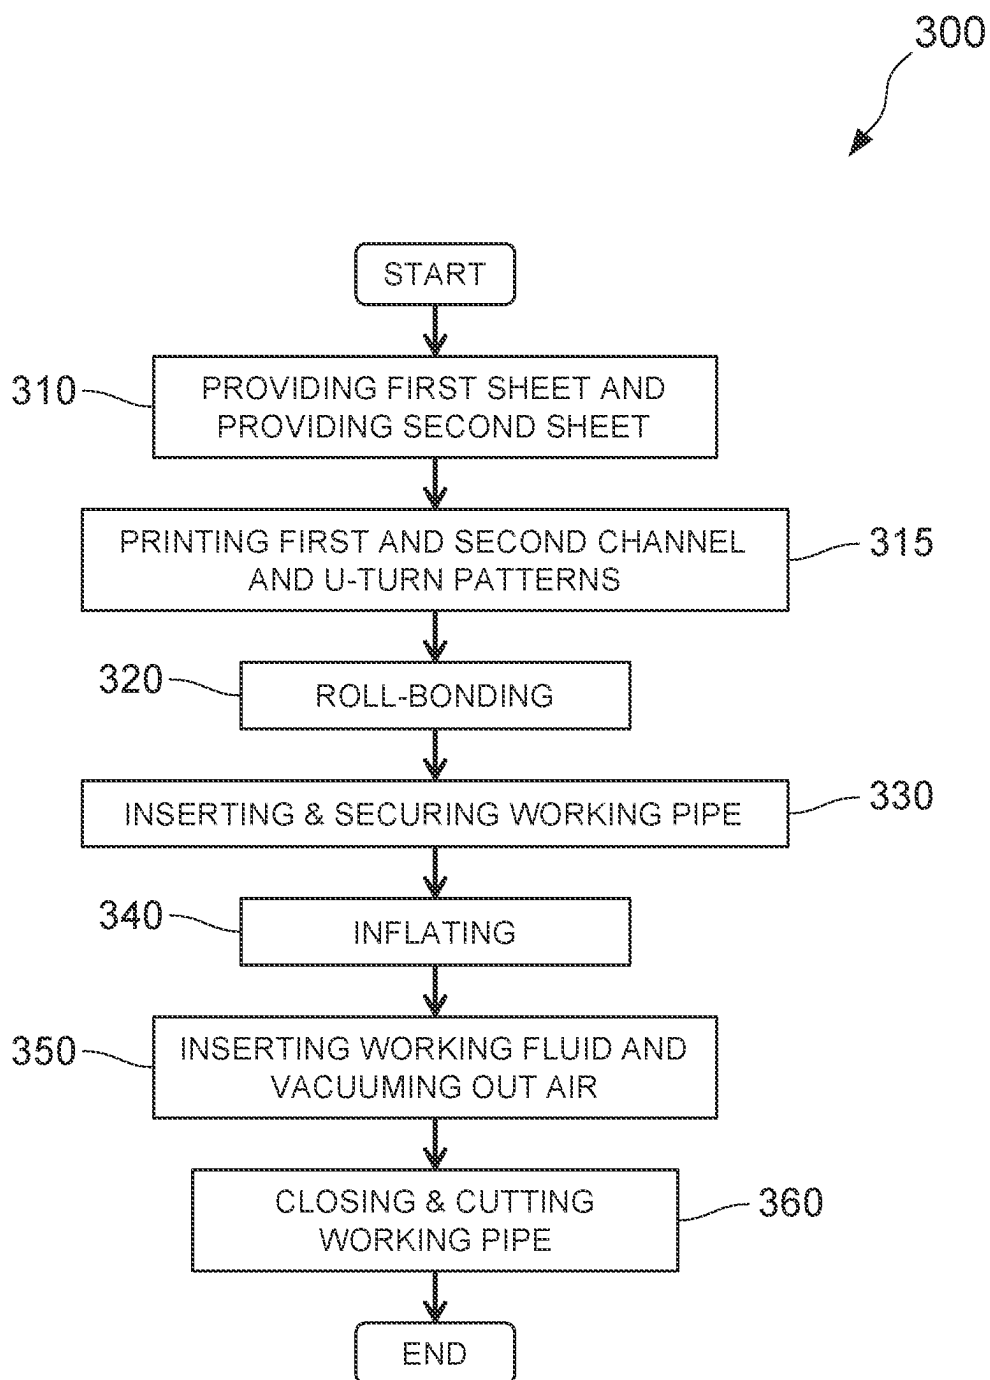 300
START
310
PROVIDING FIRST SHEET AND
PROVIDING SECOND SHEET
PRINTING FIRST AND SECOND CHANNEL
AND U-TURN PATTERNS
315
320
ROLL-BONDING
INSERTING & SECURING WORKING PIPE
330
340
INFLATING
350
INSERTING WORKING FLUID AND
VACUUMING OUT AIR
CLOSING & CUTTING
WORKING PIPE
360
END